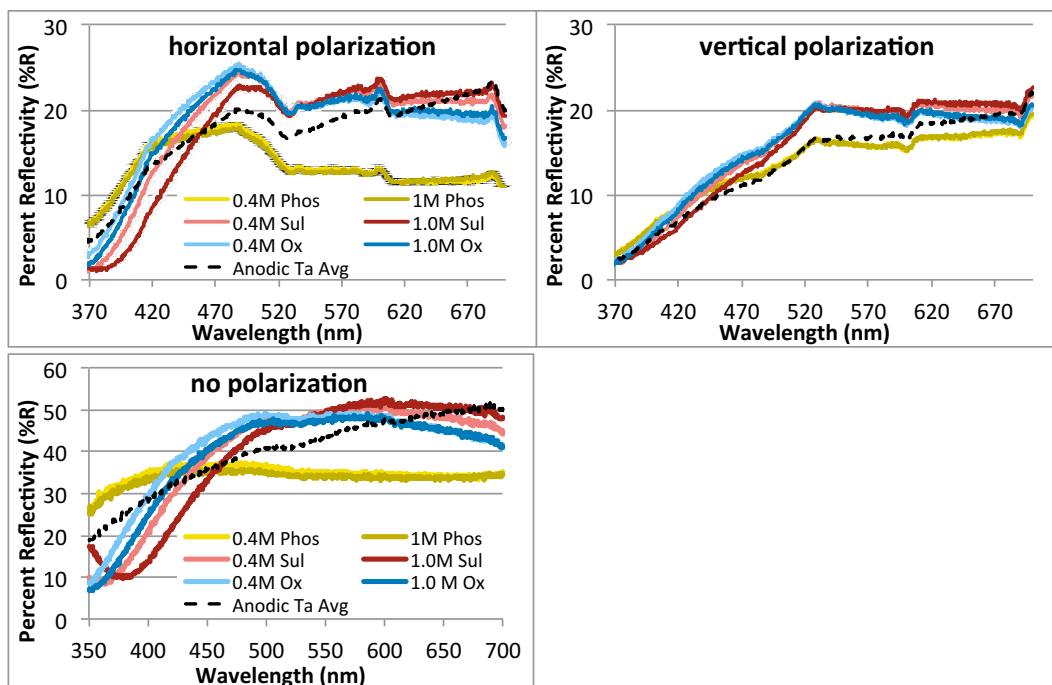 horizontal polarization
Percent Reflectivity (%R)
30
20
10
0
0.4M Phos 1M Phos
0.4M Sul 1.0M Sul
0.4M Ox 1.0M Ox
Anodic Ta Avg
370 420 470 520 570 620 670
Wavelength (nm)
vertical polarization
Percent Reflectivity (%R)
30
20
10
0
370 420 470 520 570 620 670
Wavelength (nm)
no polarization
Percent Reflectivity (%R)
60
50
40
30
20
10
0
0.4M Phos 1M Phos
0.4M Sul 1.0M Sul
0.4M Ox 1.0 M Ox
Anodic Ta Avg
350 400 450 500 550 600 650 700
Wavelength (nm)